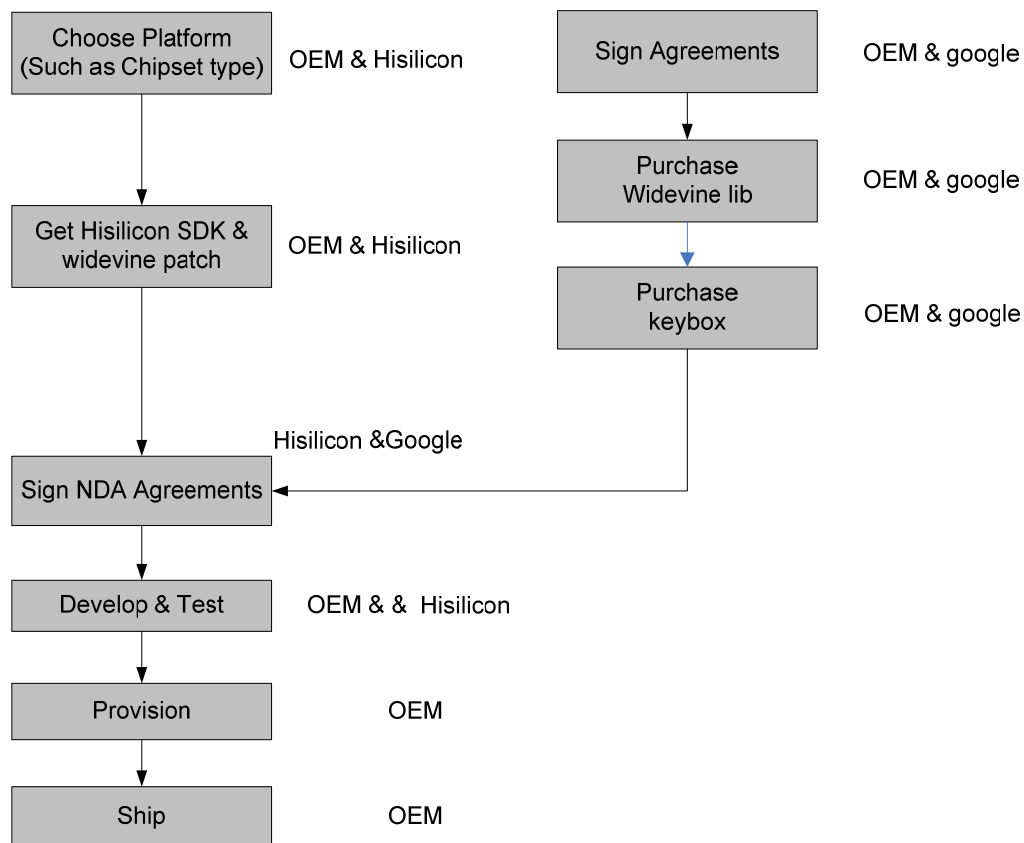 Choose Platform
(Such as Chipset type)
OEM & Hisilicon
Sign Agreements
OEM & google
Purchase
Widevine lib
OEM & google
Get Hisilicon SDK &
widevine patch
OEM & Hisilicon
Purchase
keybox
OEM & google
Hisilicon &Google
Sign NDA Agreements
Develop & Test
OEM & & Hisilicon
Provision
OEM
Ship
OEM